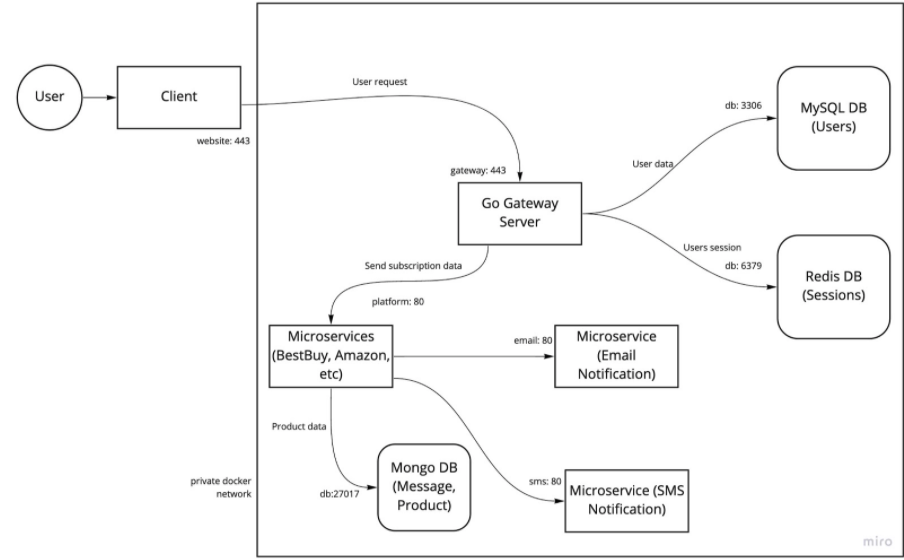 User
Client
website: 443
User request
gateway: 443
Go Gateway
Server
db: 3306
MySQL DB
(Users)
User data
Users session
db: 6379
Redis DB
(Sessions)
Send subscription data
platform: 80
Microservices
(BestBuy, Amazon,
etc)
email: 80
Microservice
(Email
Notification)
Product data
db:27017
Mongo DB
(Message,
Product)
sms: 80
Microservice (SMS
Notification)
private docker
network
miro